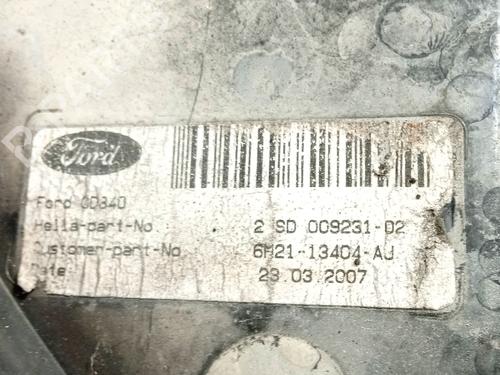 Ford
Ford CD340
Hella-part-No 2 SD 009231-02
Customer-part-No 6M21-13404-AJ
Date 23.03.2007